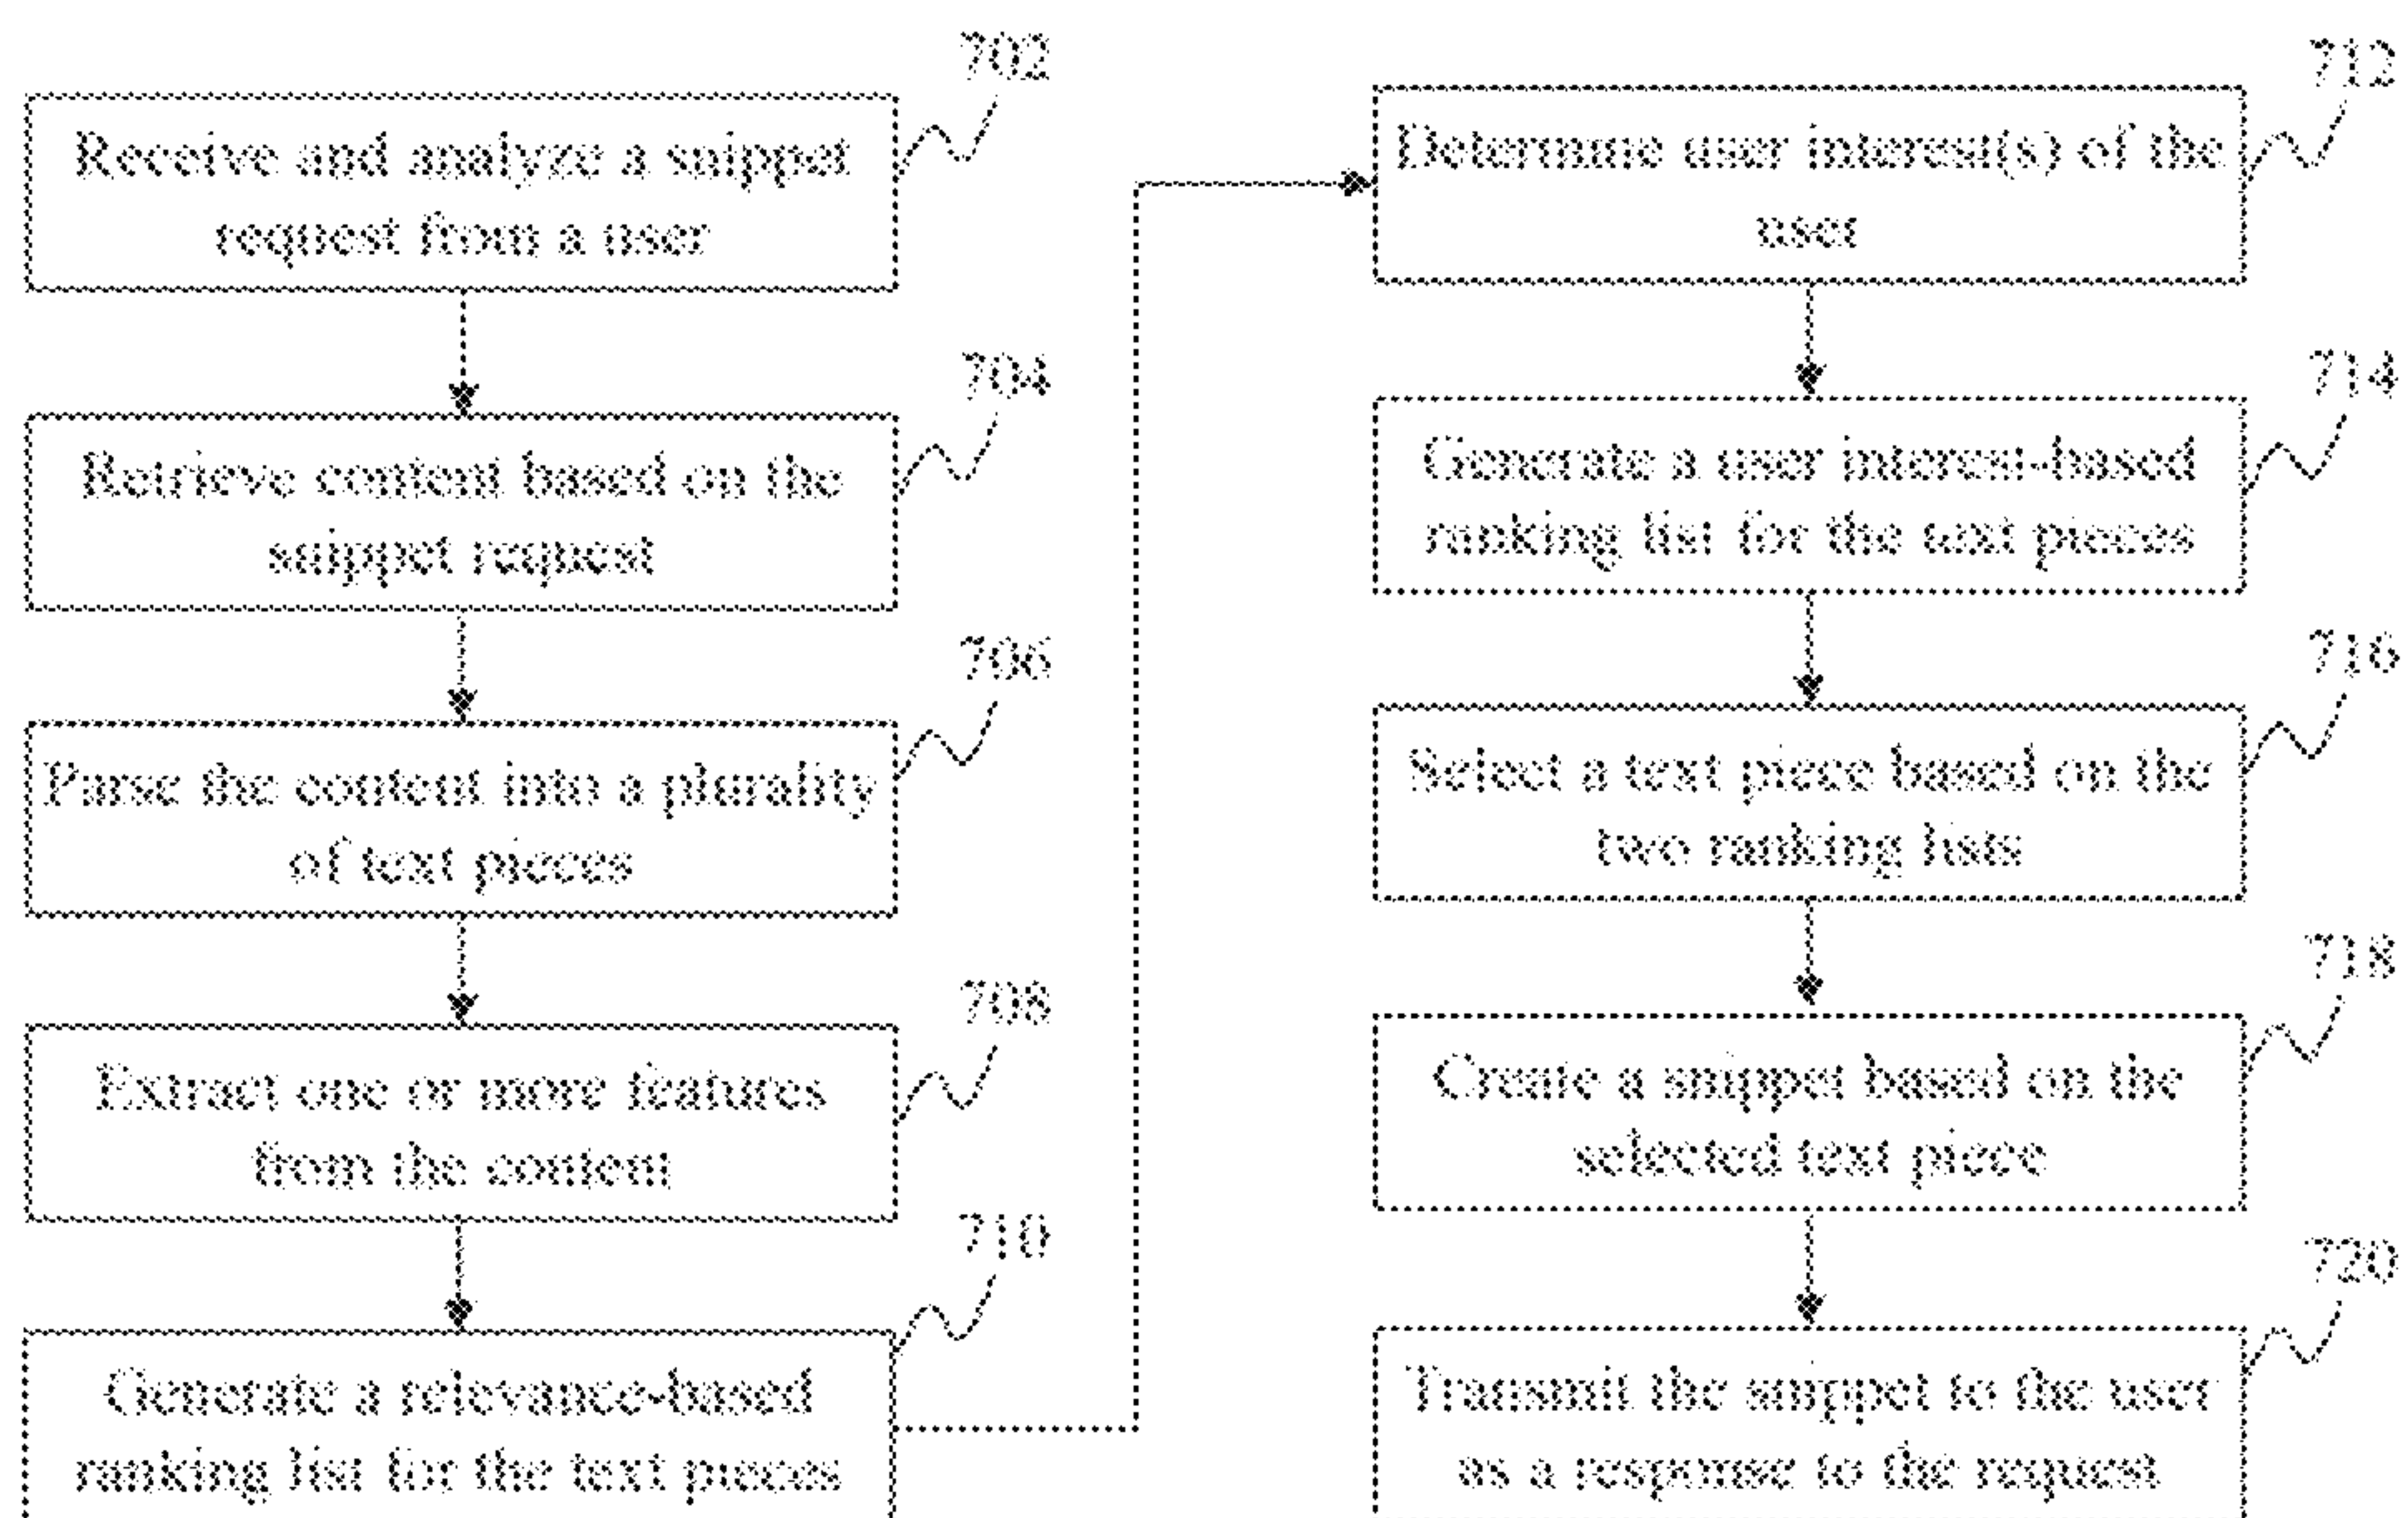 702
Receive and analyze a snippet
request from a user
704
Retrieve content based on the
snippet request
706
Parse the content into a plurality
of text pieces
708
Extract one or more features
from the content
710
Generate a relevance-based
ranking list for the text pieces
712
Determine user interest(s) of the
user
714
Generate a user interest-based
ranking list for the text pieces
716
Select a text piece based on the
two ranking lists
718
Create a snippet based on the
selected text piece
720
Transmit the snippet to the user
as a response to the request